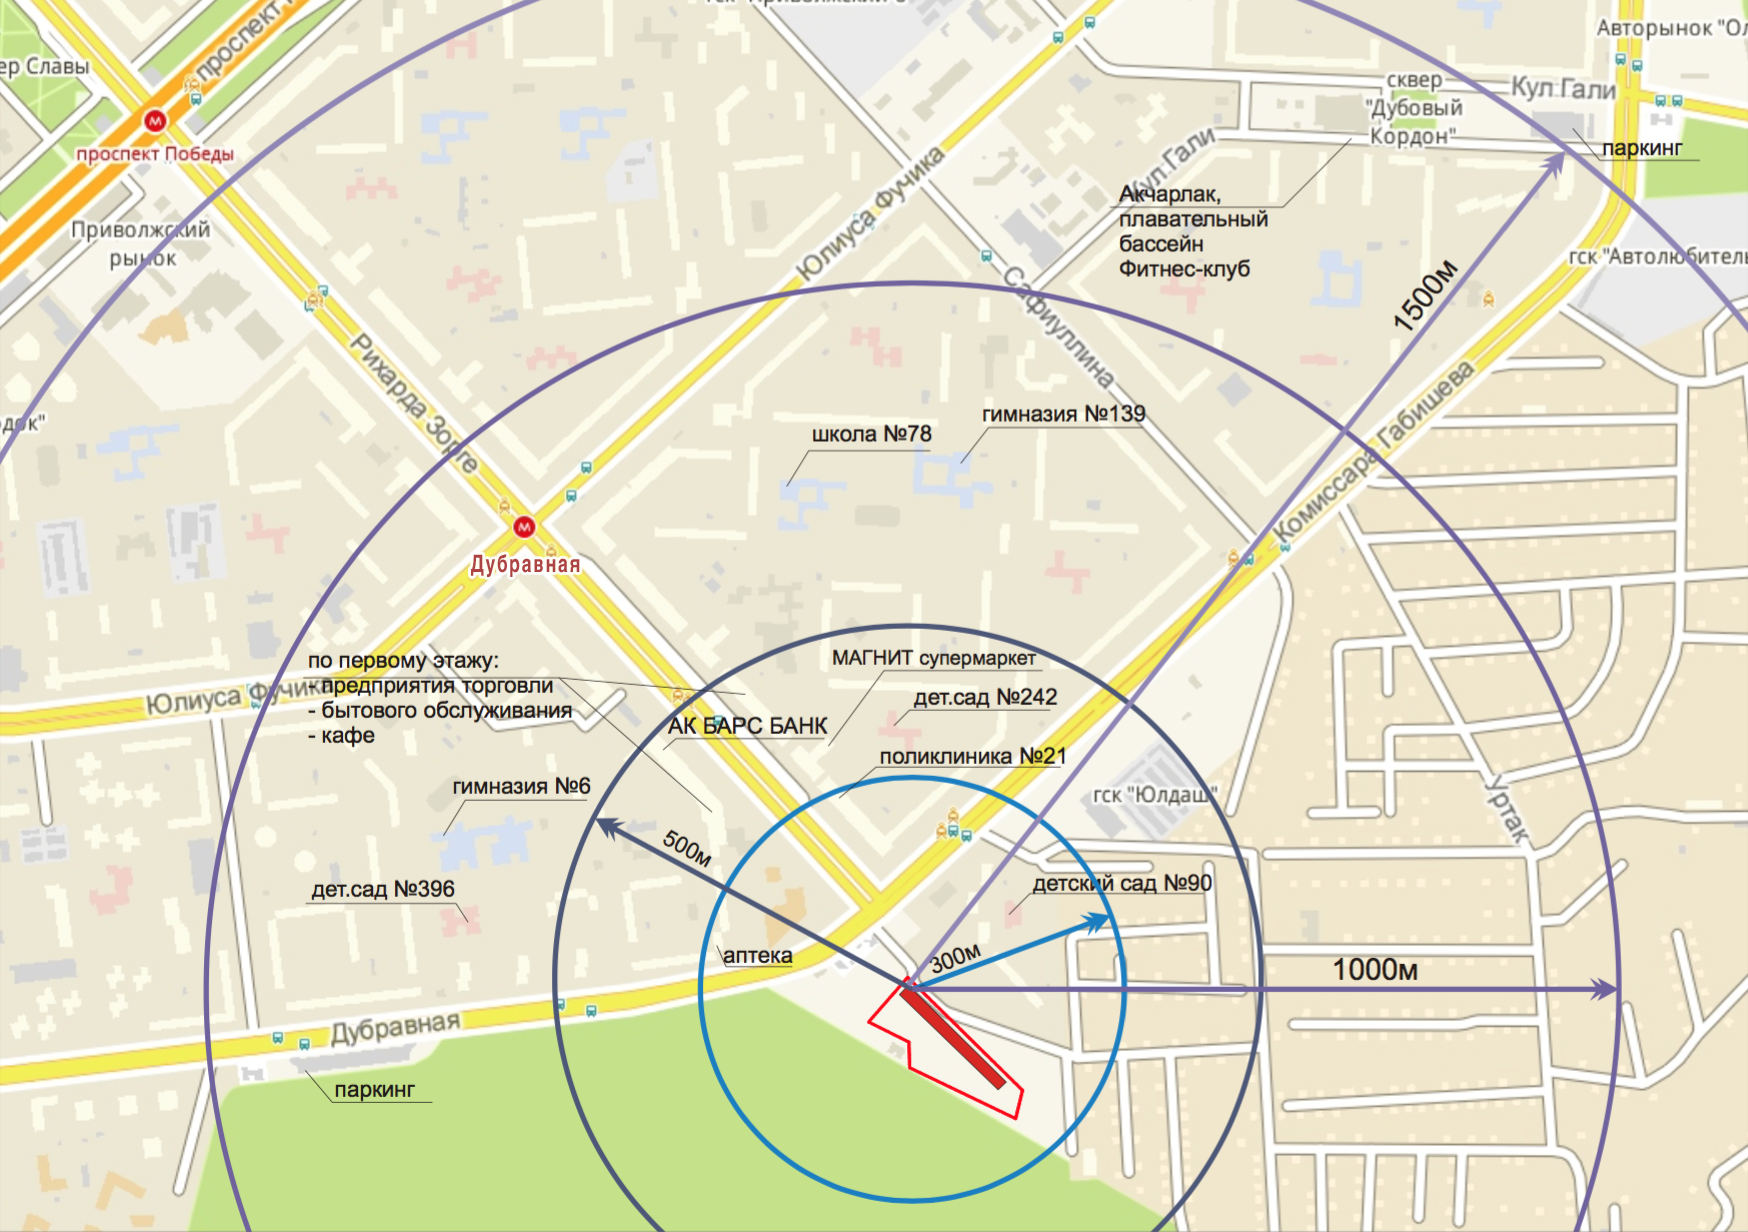 гск "Приволжский
Авторынок "Ол
проспект
ер Славы
сквер
"Дубовый
Кордон"
Кул.Гали
проспект Победы
паркинг
Кул.Гали
Юлиуса Фучика
Акчарлак,
плавательный
бассейн
Фитнес-клуб
Приволжский
рынок
гск "Автолюбитель
1500м
Сафиуллина
Рихарда Зорге
док"
гимназия №139
школа №78
Комиссара Габишева
Дубравная
по первому этажу:
- предприятия торговли
- бытового обслуживания
- кафе
Юлиуса Фучика
МАГНИТ супермаркет
дет.сад №242
АК БАРС БАНК
поликлиника №21
гимназия №6
гск "Юлдаш"
Уртак
500м
дет.сад №396
детский сад №90
аптека
300м
1000м
Дубравная
паркинг